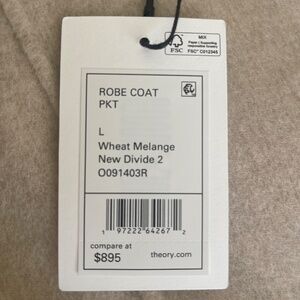 FSC
MIX
Paper | Supporting
responsible forestry
FSC® C012345
ROBE COAT
PKT
L
Wheat Melange
New Divide 2
O091403R
1 97222 64267 2
compare at
$895
theory.com